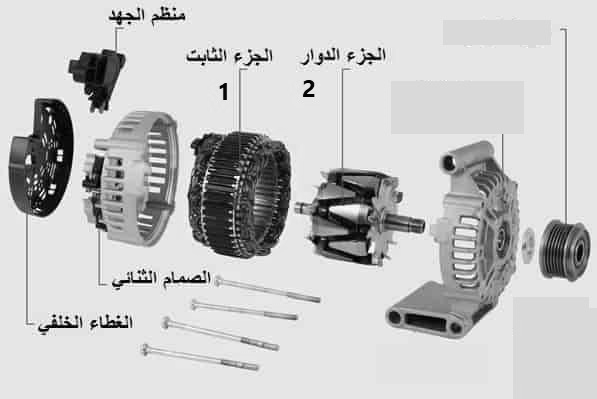 منظم الجهد
الجزء الدوار
2
الجزء الثابت
1
الصمام الثنائي
الغطاء الخلفي